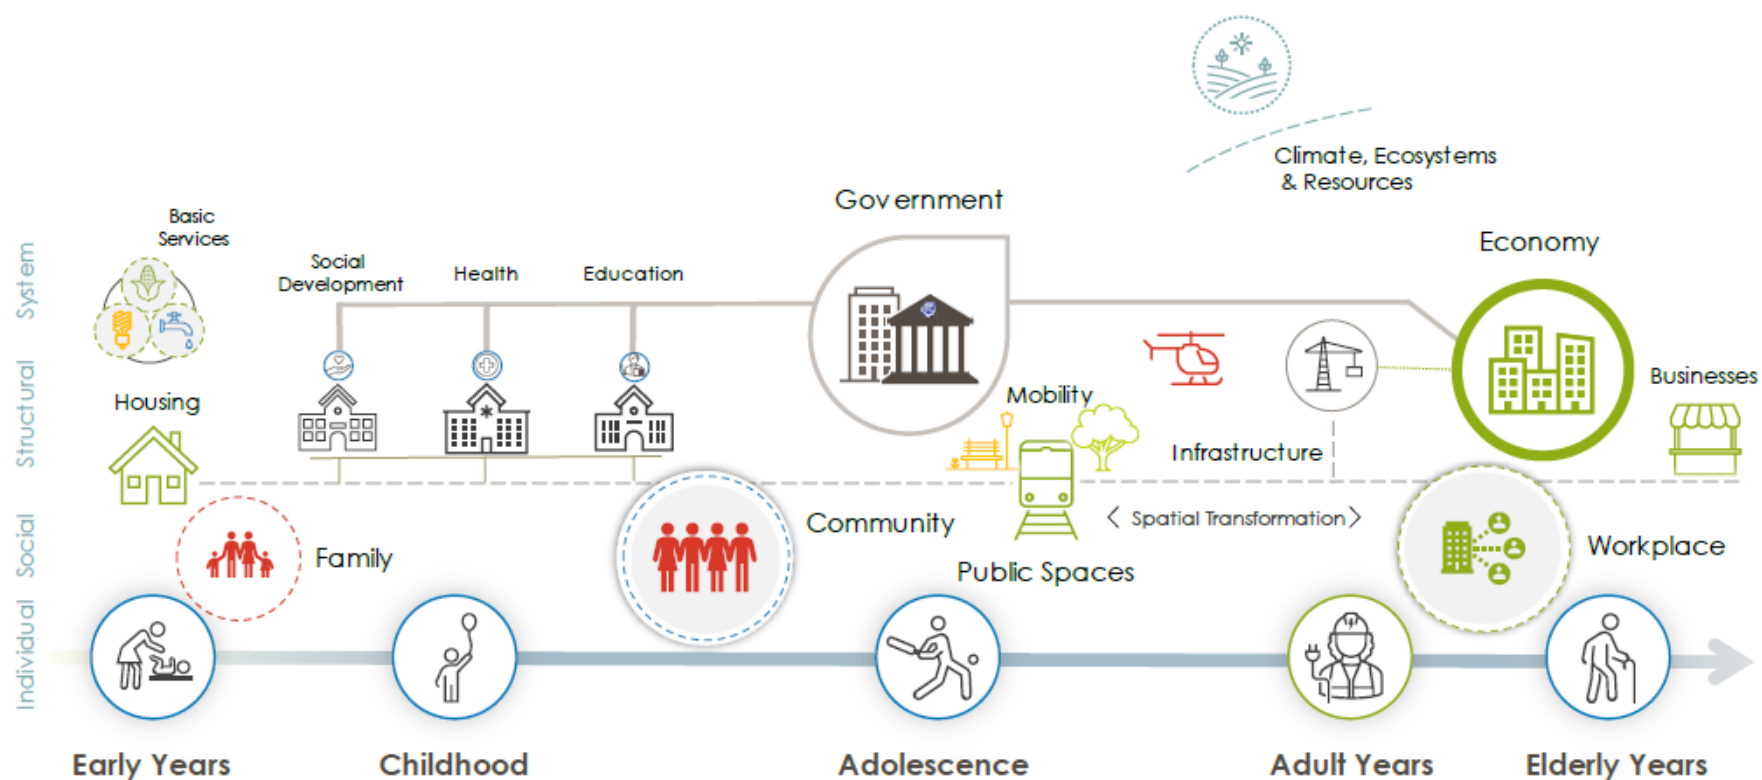 Climate, Ecosystems
& Resources
Government
Basic
Services
Economy
Social
Development
Health
Education
System
Structural
Social
Individual
Housing
Mobility
Businesses
Infrastructure
Family
Community
< Spatial Transformation >
Public Spaces
Workplace
Early Years
Childhood
Adolescence
Adult Years
Elderly Years